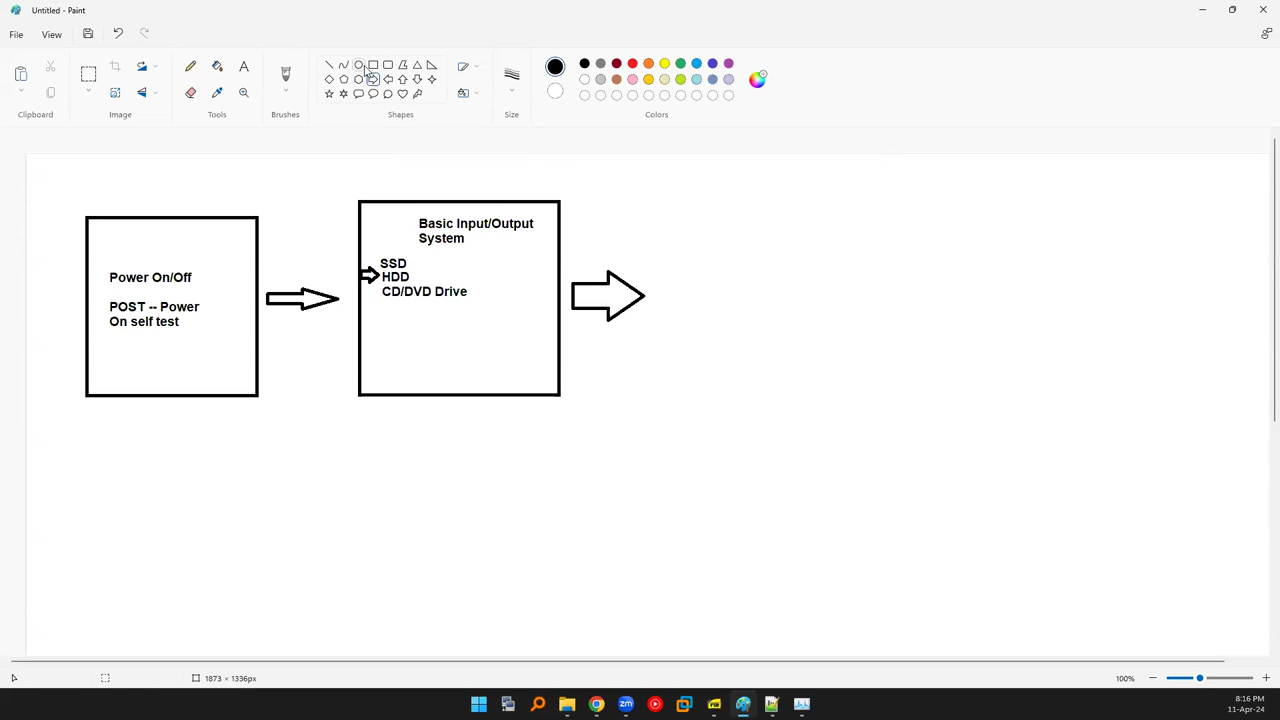 Untitled - Paint
File
View
Clipboard
Image
Tools
Brushes
Shapes
Size
Colors
Power On/Off
POST -- Power
On self test
Basic Input/Output
System
SSD
HDD
CD/DVD Drive
1873 × 1336px
100%
8:16 PM
11-Apr-24